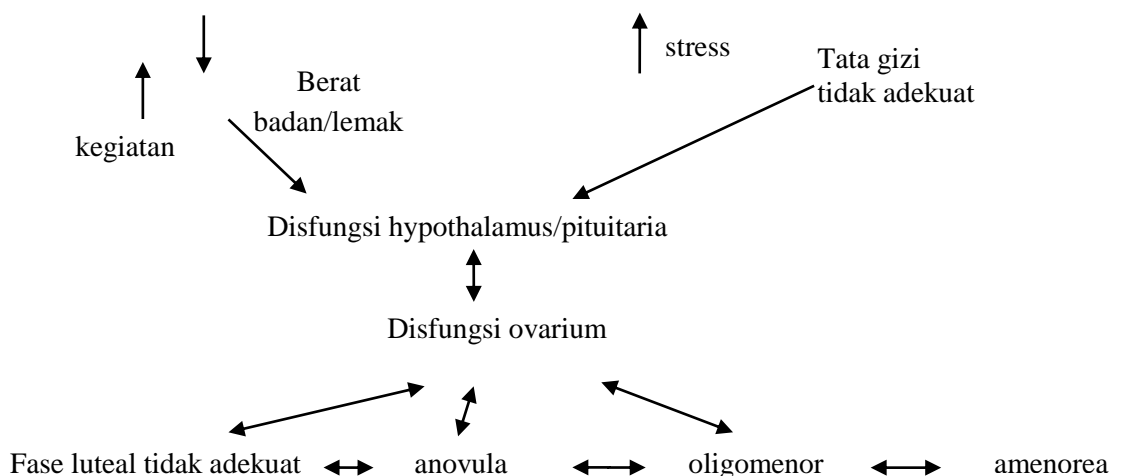 stress
Tata gizi
tidak adekuat
Berat
badan/lemak
kegiatan
Disfungsi hypothalamus/pituitaria
Disfungsi ovarium
Fase luteal tidak adekuat
anovula
oligomenor
amenorea